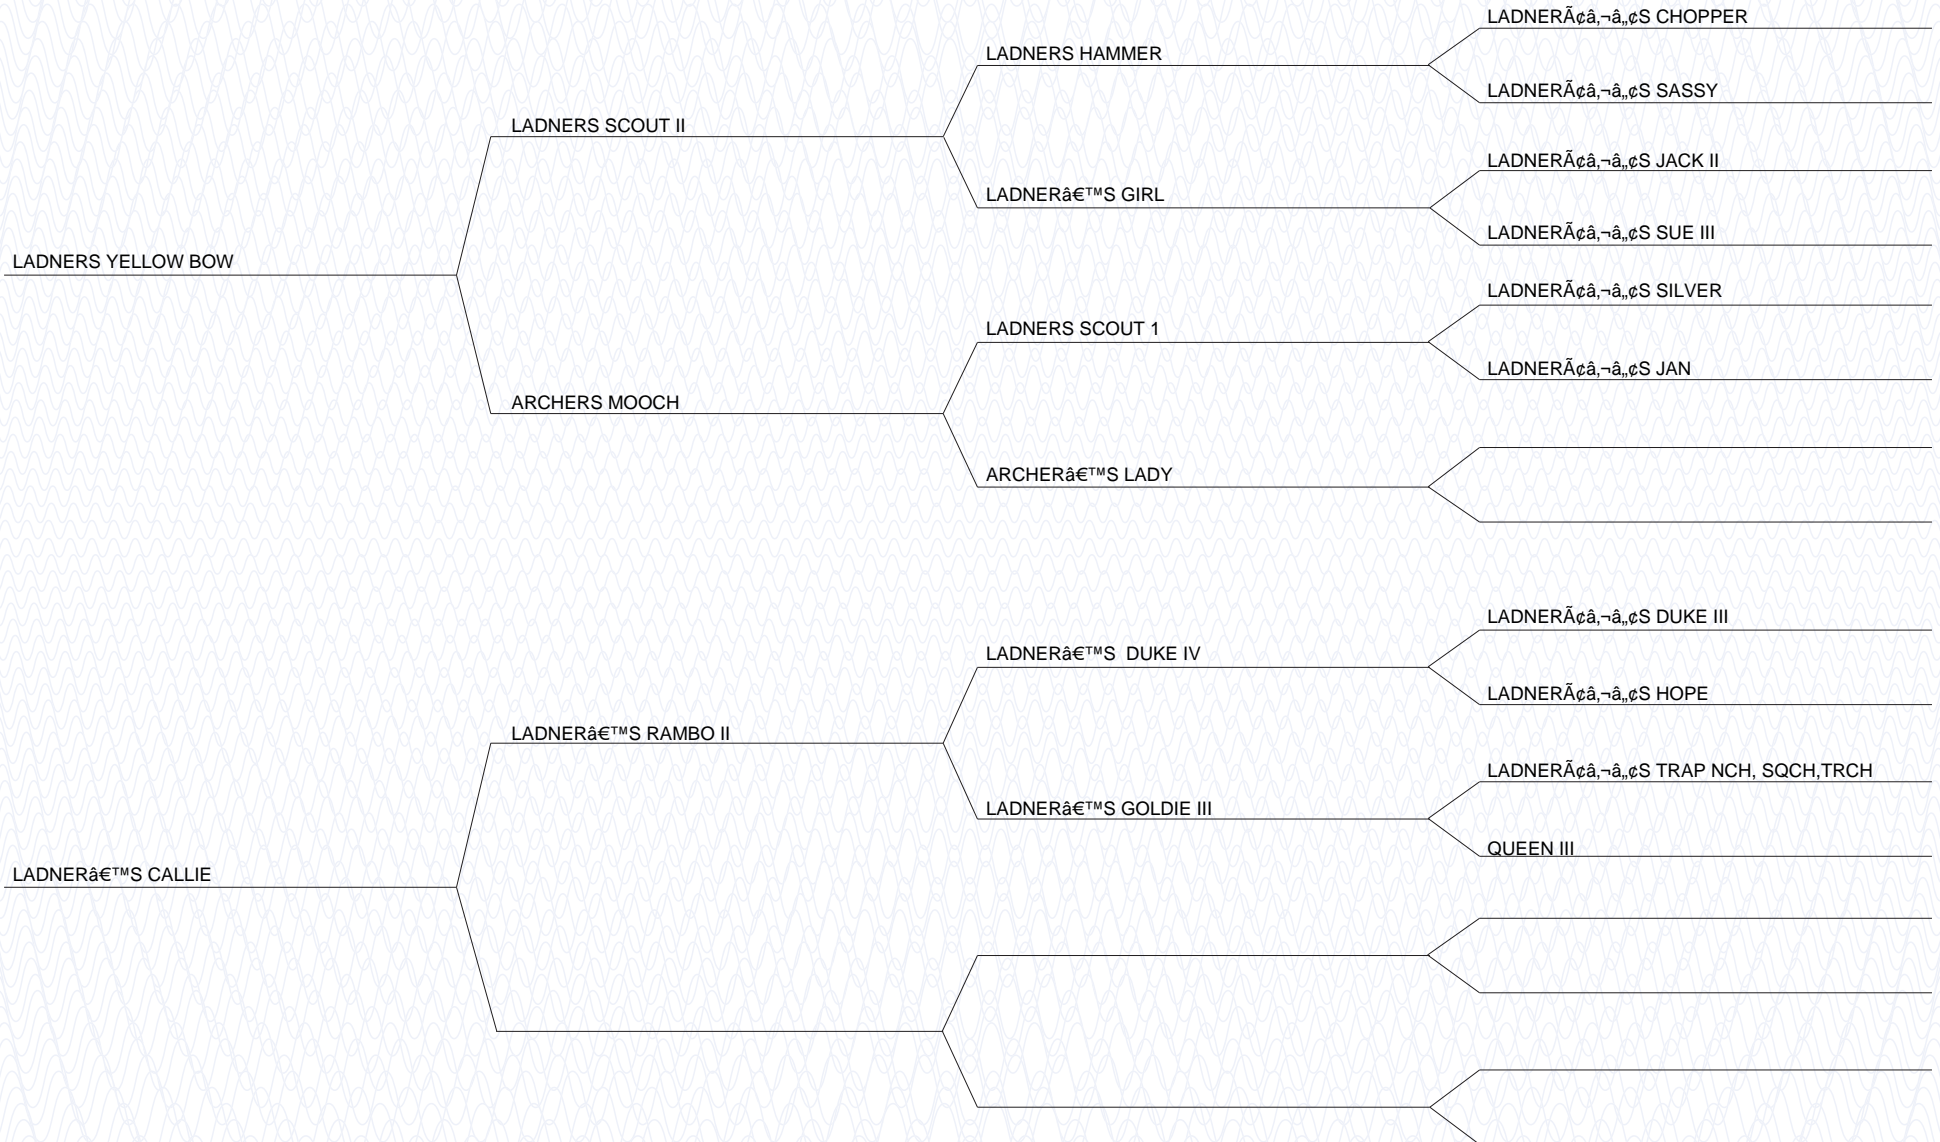 LADNERÃ¢â‚¬â„¢S CHOPPER
LADNERS HAMMER
LADNERÃ¢â‚¬â„¢S SASSY
LADNERS SCOUT II
LADNERÃ¢â‚¬â„¢S JACK II
LADNERâ€™S GIRL
LADNERÃ¢â‚¬â„¢S SUE III
LADNERS YELLOW BOW
LADNERÃ¢â‚¬â„¢S SILVER
LADNERS SCOUT 1
LADNERÃ¢â‚¬â„¢S JAN
ARCHERS MOOCH
ARCHERâ€™S LADY
LADNERÃ¢â‚¬â„¢S DUKE III
LADNERâ€™S  DUKE IV
LADNERÃ¢â‚¬â„¢S HOPE
LADNERâ€™S RAMBO II
LADNERÃ¢â‚¬â„¢S TRAP NCH, SQCH,TRCH
LADNERâ€™S GOLDIE III
QUEEN III
LADNERâ€™S CALLIE